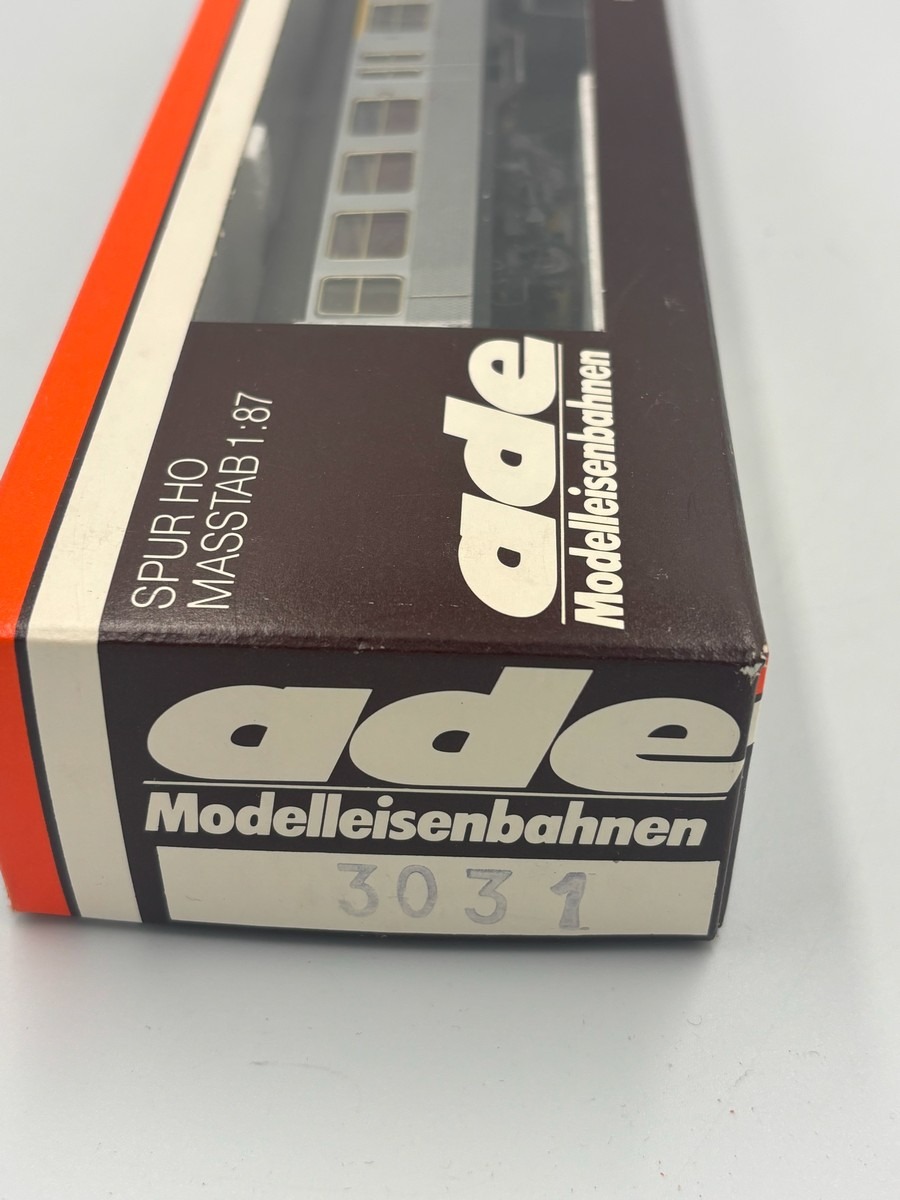 SPUR HO
MASSTAB 1:87
ade
Modelleisenbahnen
ade
Modelleisenbahnen
3031